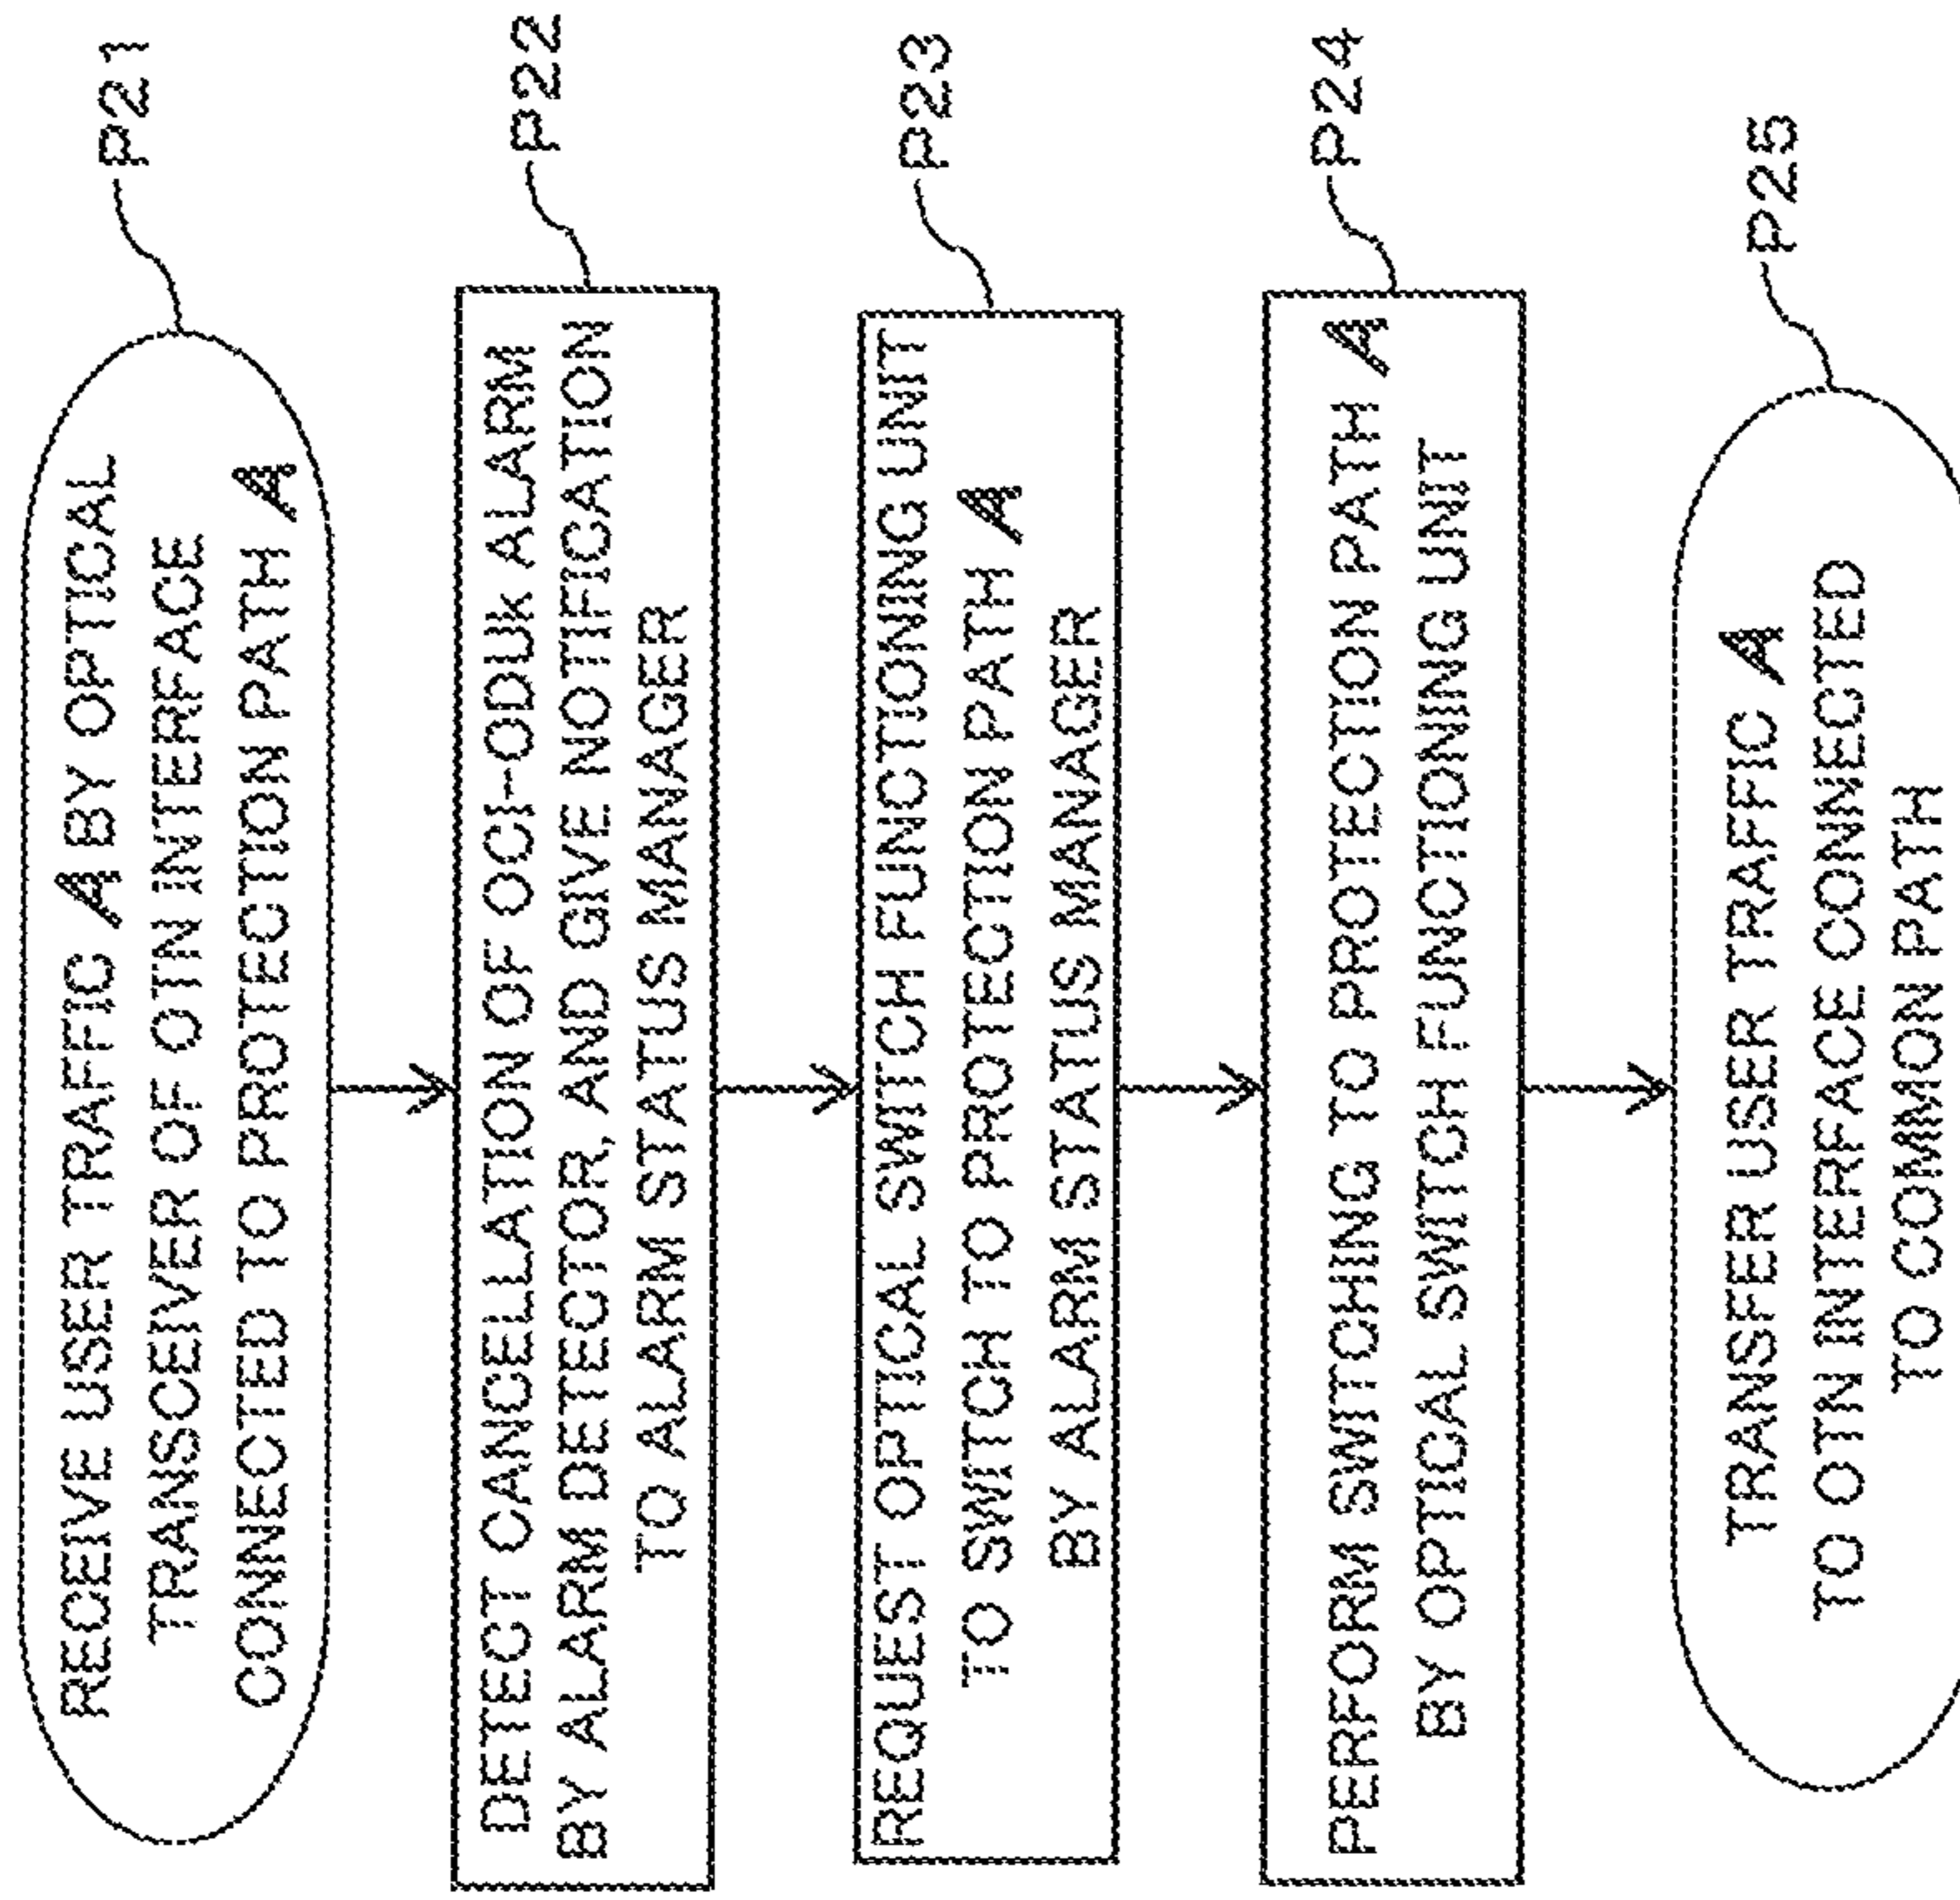 RECEIVE USER TRAFFIC A BY OPTICAL
TRANSCEIVER OF OTN INTERFACE
CONNECTED TO PROTECTION PATH A
P21
DETECT CANCELLATION OF OCI-ODUk ALARM
BY ALARM DETECTOR, AND GIVE NOTIFICATION
TO ALARM STATUS MANAGER
P22
REQUEST OPTICAL SWITCH FUNCTIONING UNIT
TO SWITCH TO PROTECTION PATH A
BY ALARM STATUS MANAGER
P23
PERFORM SWITCHING TO PROTECTION PATH A
BY OPTICAL SWITCH FUNCTIONING UNIT
P24
TRANSFER USER TRAFFIC A
TO OTN INTERFACE CONNECTED
TO COMMON PATH
P25